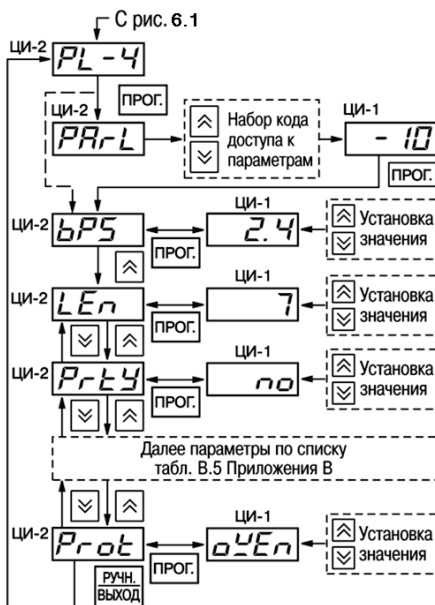 С рис. 6.1
ЦИ-2
PL-4
ПРОГ.
ЦИ-2
PArL
Набор кода
доступа к
параметрам
ЦИ-1
- 10
ПРОГ.
ЦИ-2
bPS
ПРОГ.
ЦИ-1
2.4
Установка
значения
ЦИ-2
LEn
ПРОГ.
ЦИ-1
7
Установка
значения
ЦИ-2
PrtY
ПРОГ.
ЦИ-1
no
Установка
значения
Далее параметры по списку
табл. В.5 Приложения В
ЦИ-2
Prot
ПРОГ.
ЦИ-1
oYEn
Установка
значения
РУЧН.
ВЫХОД